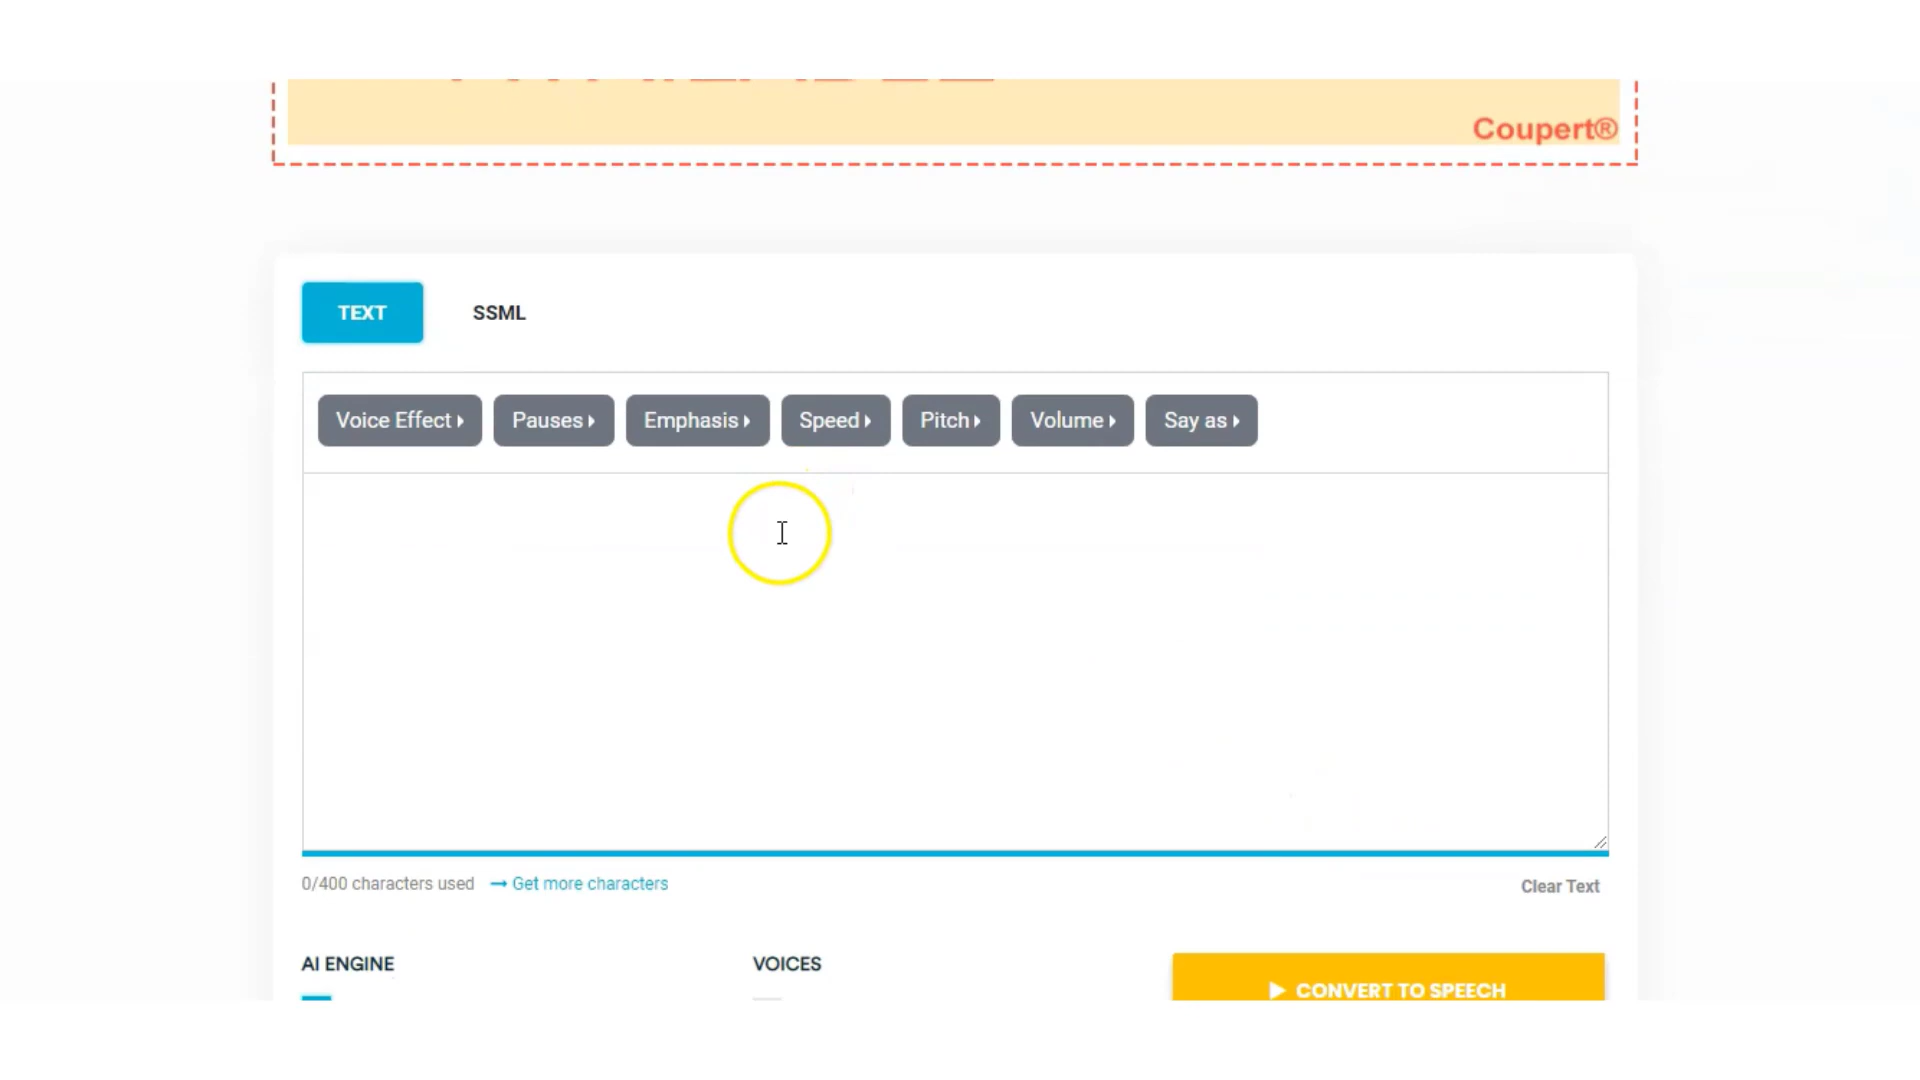 Coupert®
TEXT SSML
Voice Effect Pauses Emphasis Speed Pitch Volume Say as
0/400 characters used → Get more characters Clear Text
AI ENGINE VOICES
CONVERT TO SPEECH